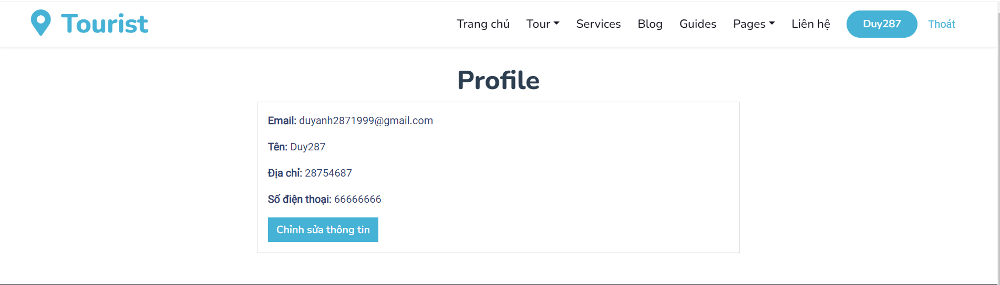 Tourist
Trang chủ Tour Services Blog Guides Pages Liên hệ Duy287 Thoát
Profile
Email: duyanh2871999@gmail.com
Tên: Duy287
Địa chỉ: 28754687
Số điện thoại: 66666666
Chỉnh sửa thông tin